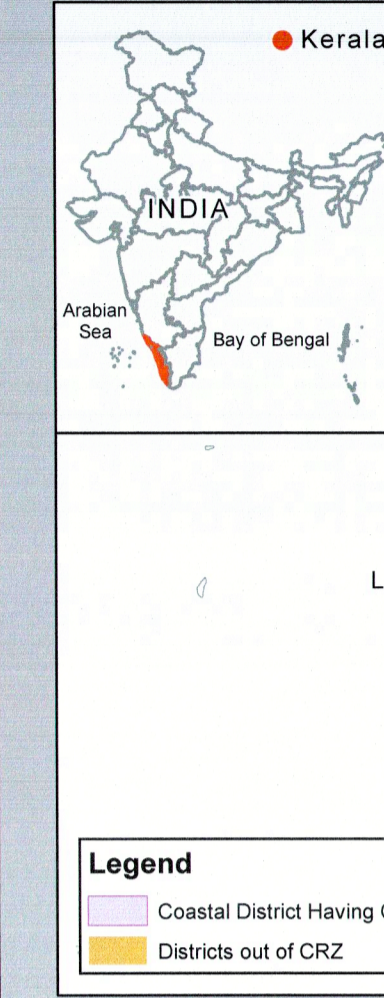 Kerala
INDIA
Arabian
Sea
Bay of Bengal
L
Legend
Coastal District Having
Districts out of CRZ